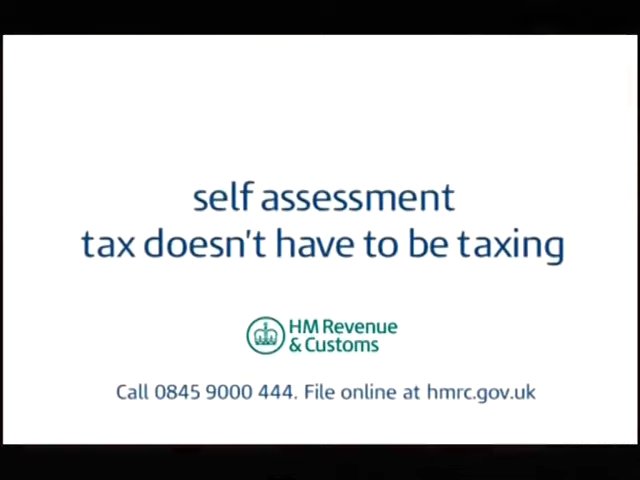 self assessment
tax doesn't have to be taxing
HM Revenue
& Customs
Call 0845 9000 444. File online at hmrc.gov.uk